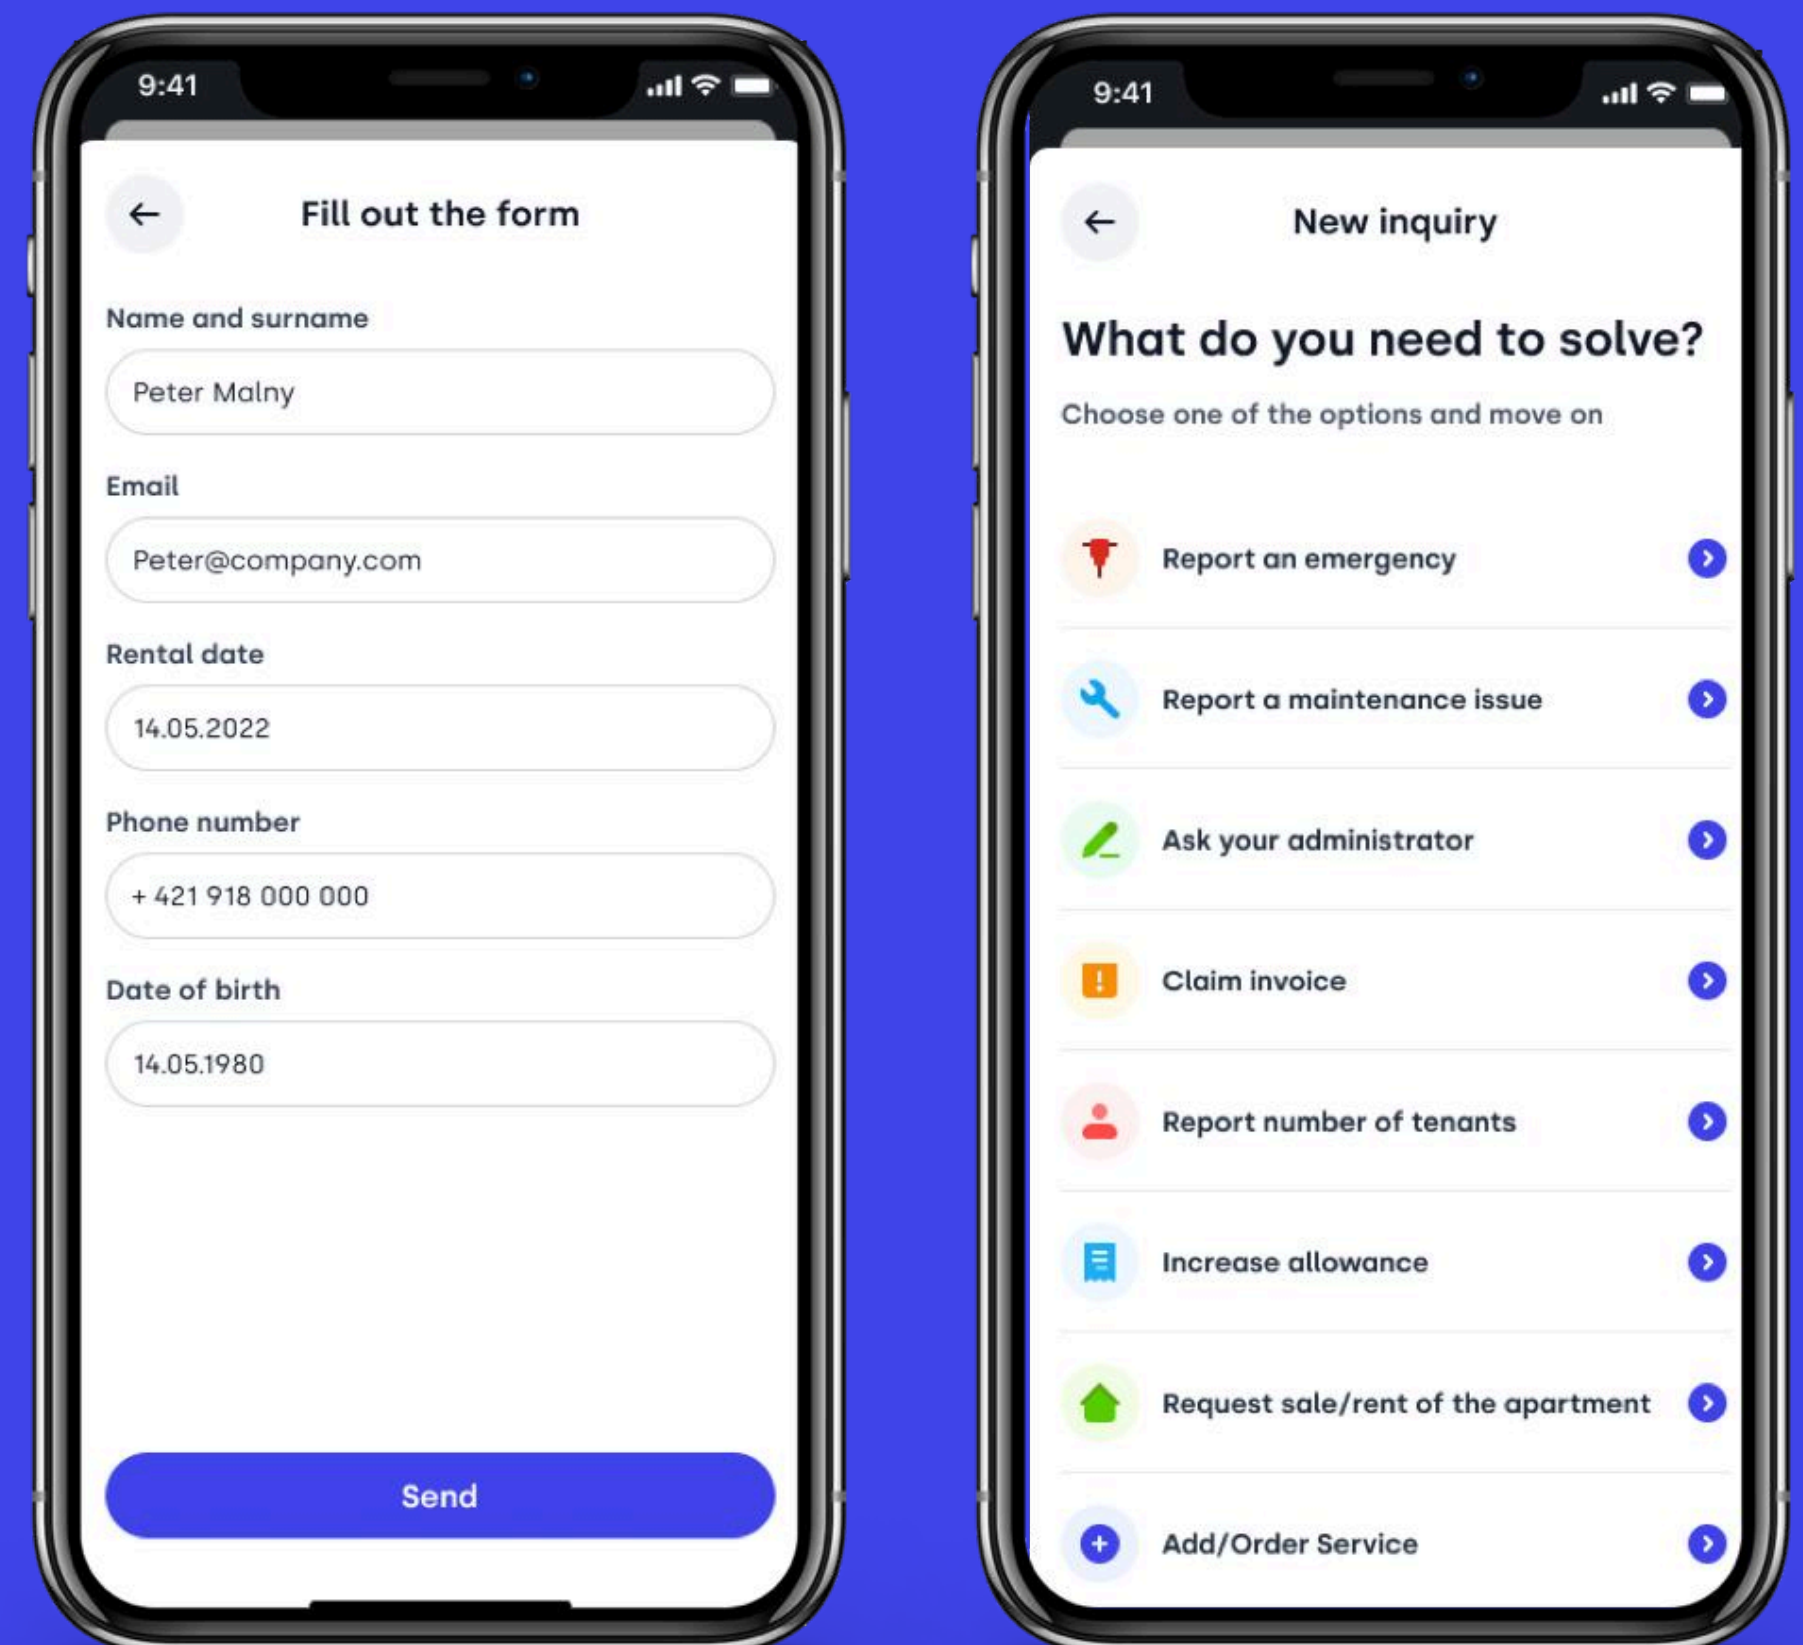 9:41
Fill out the form
Name and surname
Peter Malny
Email
Peter@company.com
Rental date
14.05.2022
Phone number
+ 421 918 000 000
Date of birth
14.05.1980
Send
9:41
New inquiry
What do you need to solve?
Choose one of the options and move on
Report an emergency
Report a maintenance issue
Ask your administrator
Claim invoice
Report number of tenants
Increase allowance
Request sale/rent of the apartment
Add/Order Service